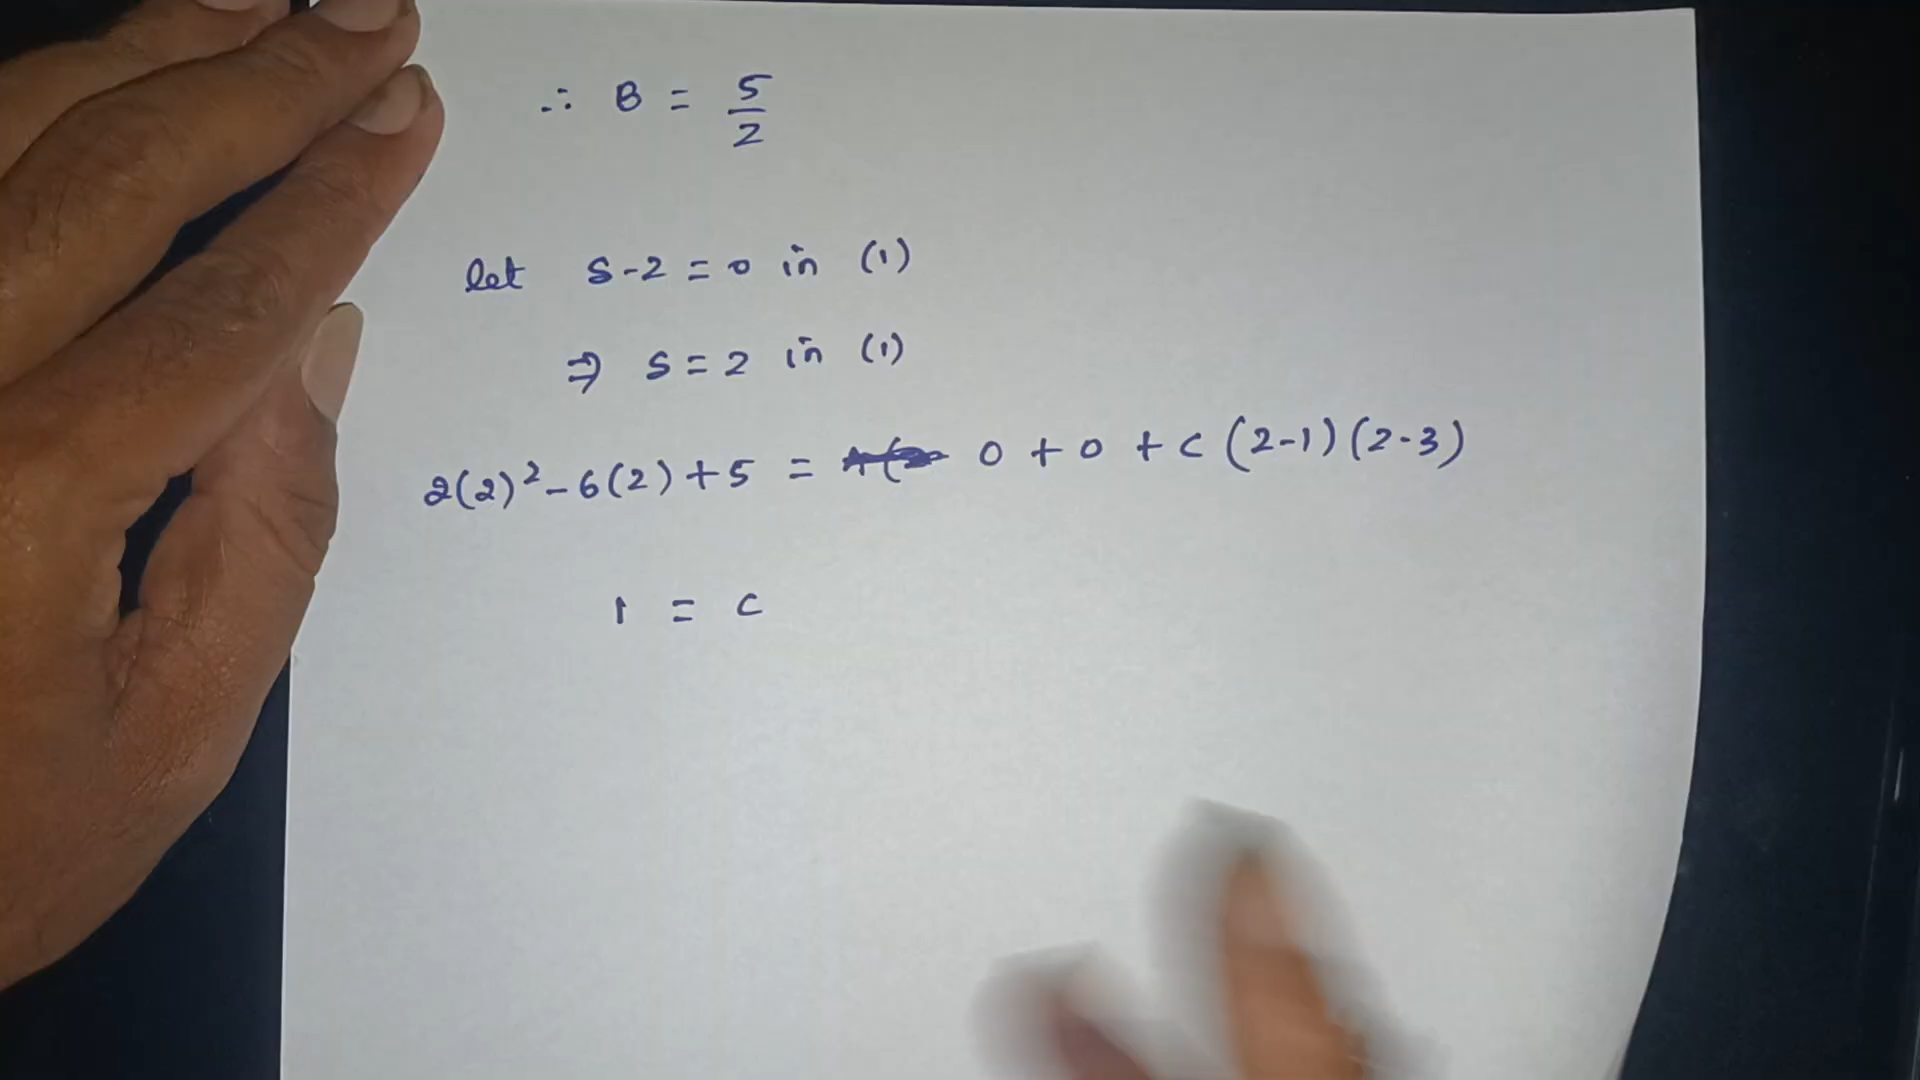 ∴ B = 5/2
let s-2 = 0 in (1)
⇒ s = 2 in (1)
2(2)² - 6(2) + 5 = 0 + 0 + c (2-1) (2-3)
1 = c